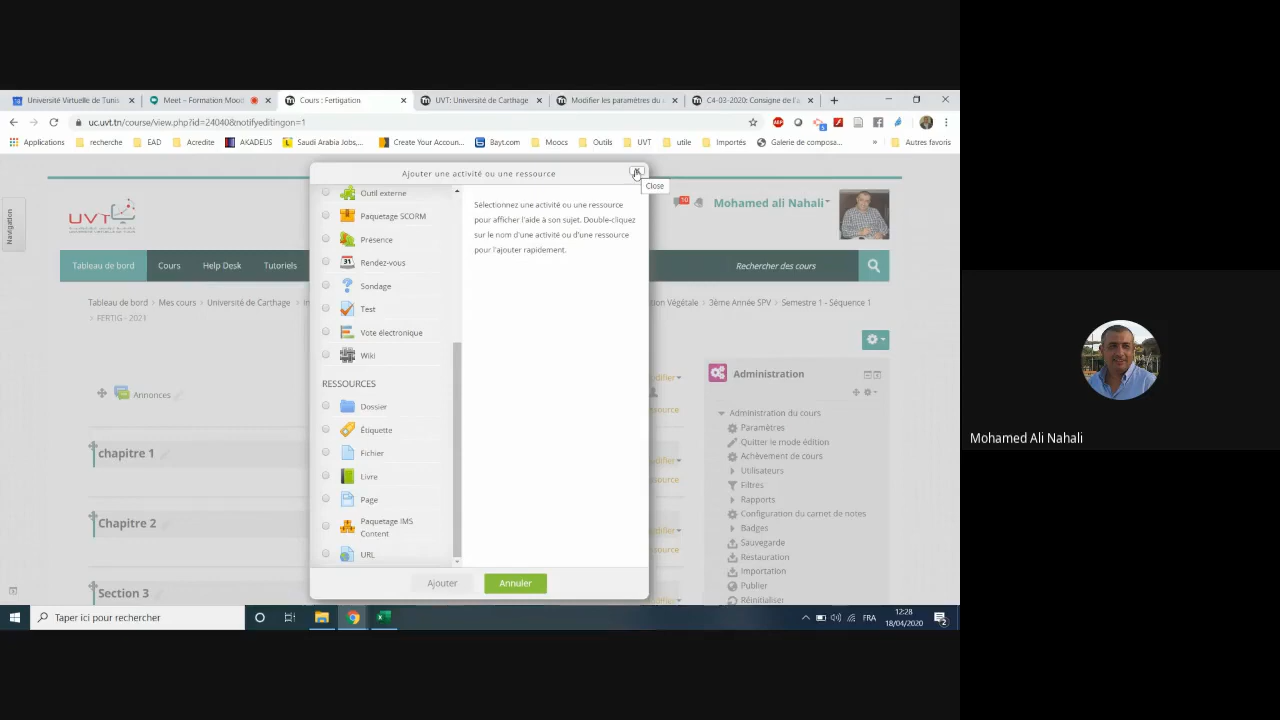 Université Virtuelle de Tunis
Meet – Formation Mood
Cours : Fertigation
UVT: Université de Carthage
Modifier les paramètres du
C4-03-2020: Consigne de l'a
uc.uvt.tn/course/view.php?id=24040&notifyeditingon=1
Applications
recherche
EAD
Acredite
AKADEUS
Saudi Arabia Jobs,...
Create Your Accoun...
Bayt.com
Moocs
Outils
UVT
utile
Importés
Galerie de composa...
»
Autres favoris
Ajouter une activité ou une ressource
Close
Navigation
UVT
Mohamed ali Nahali
Tableau de bord
Cours
Help Desk
Tutoriels
Rechercher des cours
Tableau de bord › Mes cours › Université de Carthage › In
tion Végétale › 3ème Année SPV › Semestre 1 - Séquence 1
› FERTIG - 2021
Outil externe
Paquetage SCORM
Présence
31
Rendez-vous
Sondage
Test
Vote électronique
Wiki
RESSOURCES
Dossier
Étiquette
Fichier
Livre
Page
Paquetage IMS
Content
URL
Sélectionnez une activité ou une ressource
pour afficher l'aide à son sujet. Double-cliquez
sur le nom d'une activité ou d'une ressource
pour l'ajouter rapidement.
Ajouter
Annuler
Annonces
chapitre 1
Chapitre 2
Section 3
Administration
Administration du cours
Paramètres
Quitter le mode édition
Achèvement de cours
Utilisateurs
Filtres
Rapports
Configuration du carnet de notes
Badges
Sauvegarde
Restauration
Importation
Publier
Réinitialiser
Taper ici pour rechercher
FRA
12:28
18/04/2020
2
Mohamed Ali Nahali